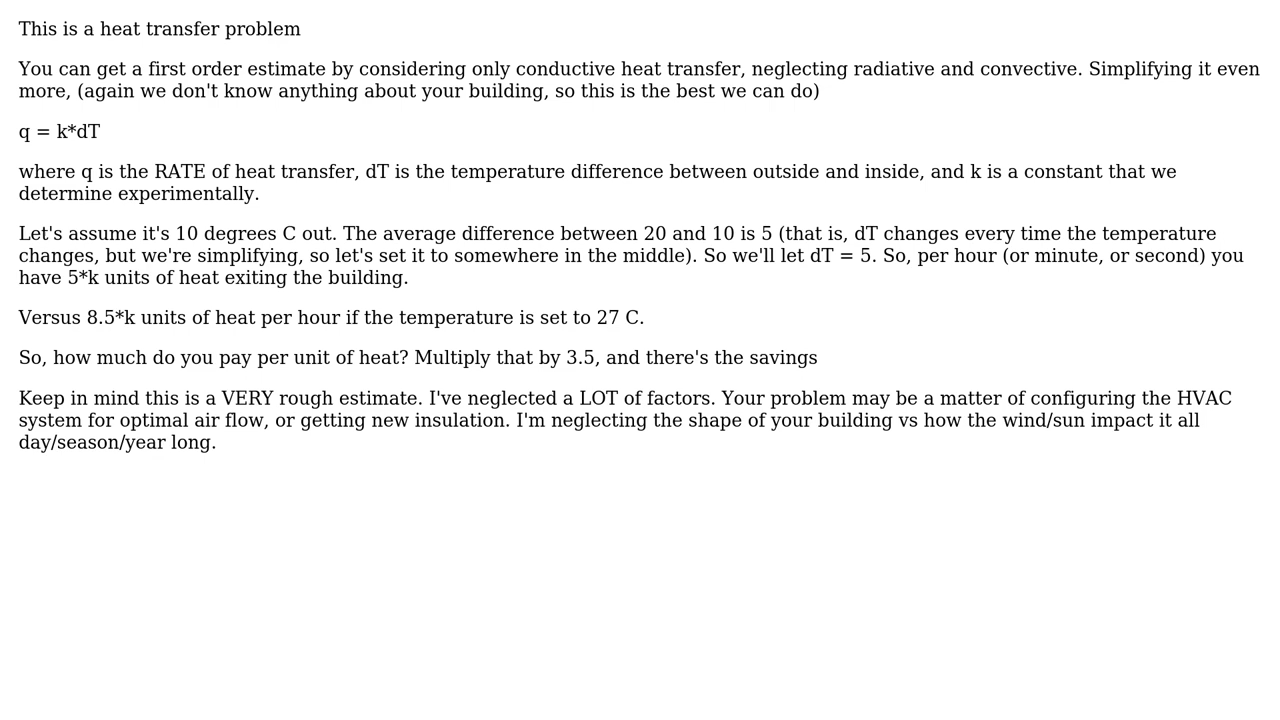 This is a heat transfer problem
You can get a first order estimate by considering only conductive heat transfer, neglecting radiative and convective. Simplifying it even
more, (again we don't know anything about your building, so this is the best we can do)
q = k*dT
where q is the RATE of heat transfer, dT is the temperature difference between outside and inside, and k is a constant that we
determine experimentally.
Let's assume it's 10 degrees C out. The average difference between 20 and 10 is 5 (that is, dT changes every time the temperature
changes, but we're simplifying, so let's set it to somewhere in the middle). So we'll let dT = 5. So, per hour (or minute, or second) you
have 5*k units of heat exiting the building.
Versus 8.5*k units of heat per hour if the temperature is set to 27 C.
So, how much do you pay per unit of heat? Multiply that by 3.5, and there's the savings
Keep in mind this is a VERY rough estimate. I've neglected a LOT of factors. Your problem may be a matter of configuring the HVAC
system for optimal air flow, or getting new insulation. I'm neglecting the shape of your building vs how the wind/sun impact it all
day/season/year long.